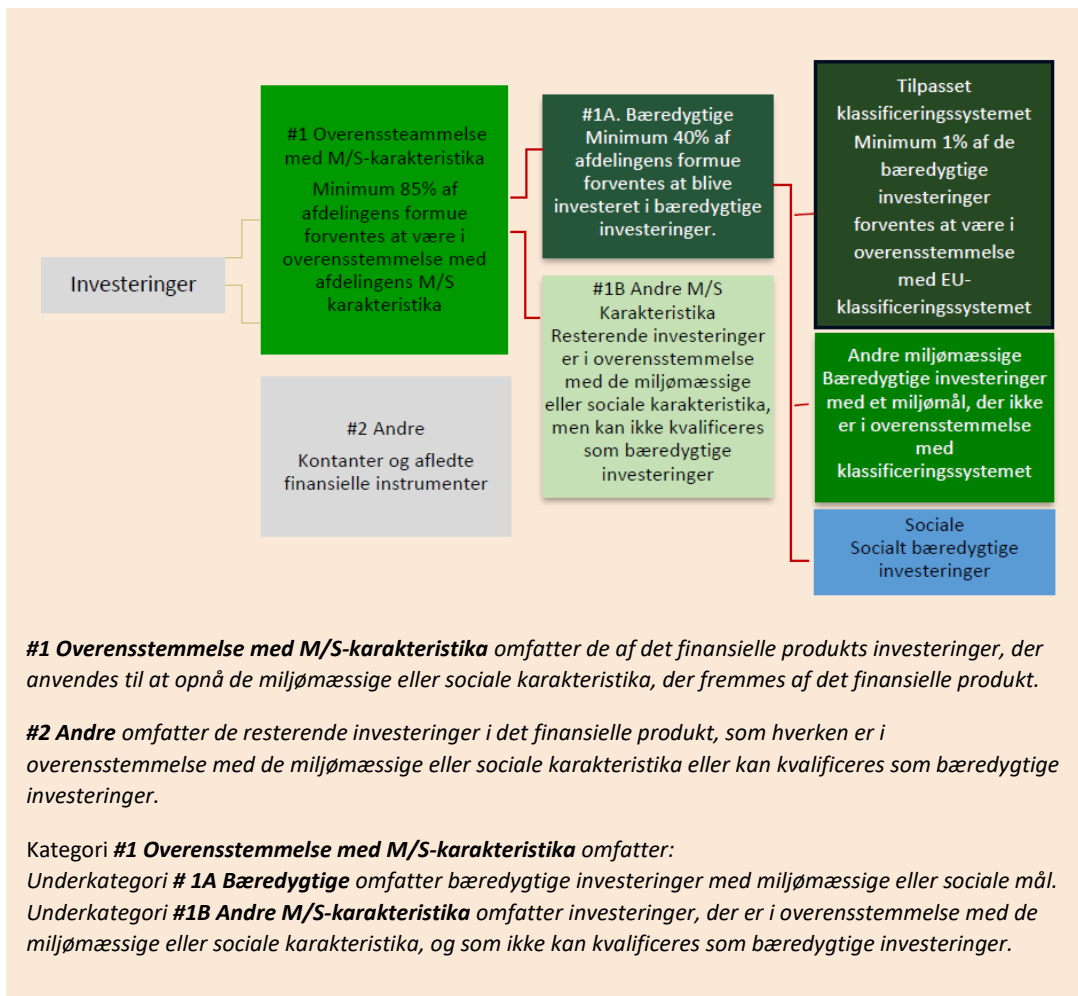 Investeringer
#1 Overenssteammelse
med M/S-karakteristika
Minimum 85% af
afdelingens formue
forventes at være i
overensstemmelse med
afdelingens M/S
karakteristika
#2 Andre
Kontanter og afledte
finansielle instrumenter
#1A. Bæredygtige
Minimum 40% af
afdelingens formue
forventes at blive
investeret i bæredygtige
investeringer.
#1B Andre M/S
Karakteristika
Resterende investeringer
er i overensstemmelse
med de miljømæssige
eller sociale karakteristika,
men kan ikke kvalificeres
som bæredygtige
investeringer
Tilpasset
klassificeringssystemet
Minimum 1% af de
bæredygtige
investeringer
forventes at være i
overensstemmelse
med EU-
klassificeringssystemet
Andre miljømæssige
Bæredygtige investeringer
med et miljømål, der ikke
er i overensstemmelse
med
klassificeringssystemet
Sociale
Socialt bæredygtige
investeringer
#1 Overensstemmelse med M/S-karakteristika omfatter de af det finansielle produkts investeringer, der
anvendes til at opnå de miljømæssige eller sociale karakteristika, der fremmes af det finansielle produkt.
#2 Andre omfatter de resterende investeringer i det finansielle produkt, som hverken er i
overensstemmelse med de miljømæssige eller sociale karakteristika eller kan kvalificeres som bæredygtige
investeringer.
Kategori #1 Overensstemmelse med M/S-karakteristika omfatter:
Underkategori # 1A Bæredygtige omfatter bæredygtige investeringer med miljømæssige eller sociale mål.
Underkategori #1B Andre M/S-karakteristika omfatter investeringer, der er i overensstemmelse med de
miljømæssige eller sociale karakteristika, og som ikke kan kvalificeres som bæredygtige investeringer.